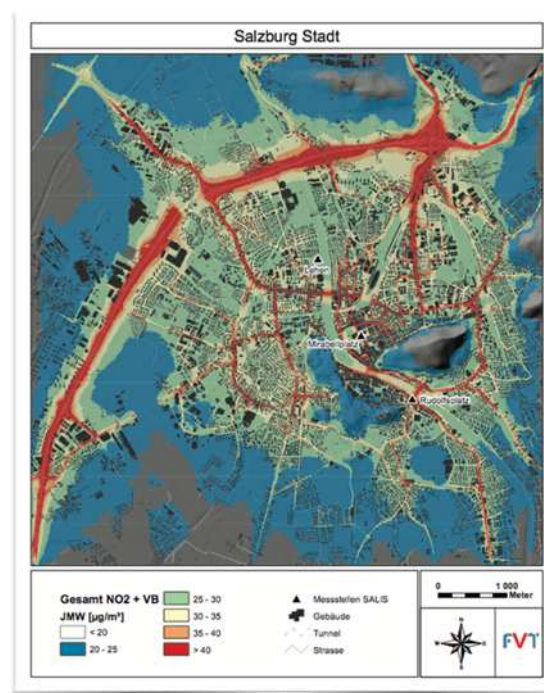 Salzburg Stadt
Lehen
Mirabellplatz
Rudolfsplatz
Gesamt NO2 + VB
JMW [µg/m³]
< 20
20 - 25
25 - 30
30 - 35
35 - 40
> 40
Messstellen SALIS
Gebäude
Tunnel
Strasse
0 1 000
Meter
N
W E
S
FVT